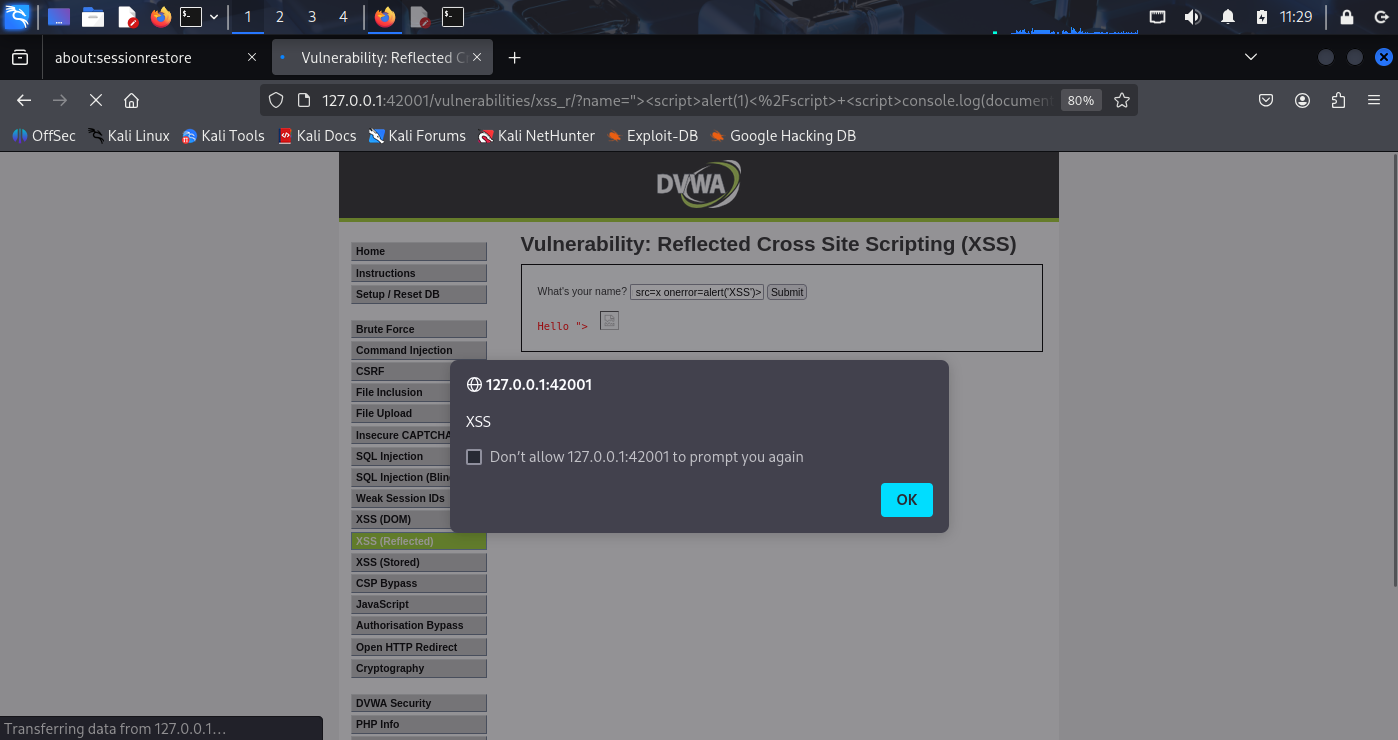 1 2 3 4 11:29
about:sessionrestore Vulnerability: Reflected C
127.0.0.1:42001/vulnerabilities/xss_r/?name="><script>alert(1)<%2Fscript>+<script>console.log(document 80%
OffSec Kali Linux Kali Tools Kali Docs Kali Forums Kali NetHunter Exploit-DB Google Hacking DB
DVWA
Vulnerability: Reflected Cross Site Scripting (XSS)
Home
Instructions
Setup / Reset DB
What's your name? src=x onerror=alert('XSS')> Submit
Hello ">
Brute Force
Command Injection
CSRF
File Inclusion
File Upload
Insecure CAPTCHA
SQL Injection
SQL Injection (Blin
Weak Session IDs
XSS (DOM)
XSS (Reflected)
XSS (Stored)
CSP Bypass
JavaScript
Authorisation Bypass
Open HTTP Redirect
Cryptography
DVWA Security
PHP Info
127.0.0.1:42001
XSS
Don't allow 127.0.0.1:42001 to prompt you again
OK
Transferring data from 127.0.0.1…